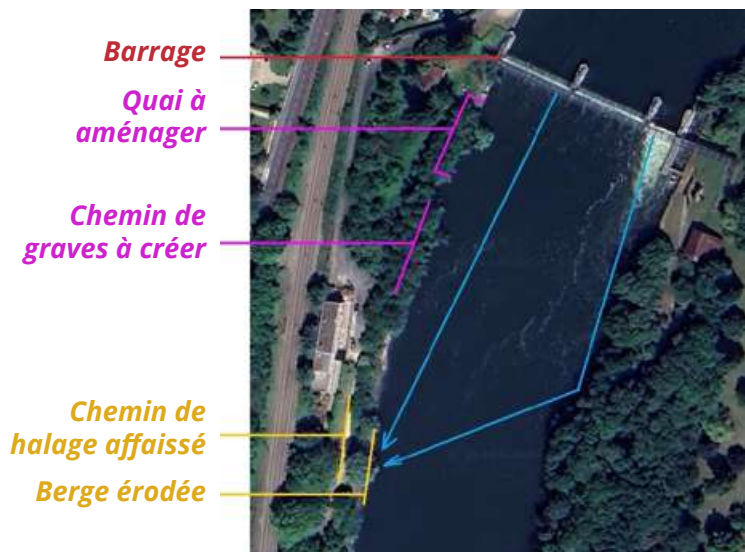 Barrage
Quai à
aménager
Chemin de
graves à créer
Chemin de
halage affaissé
Berge érodée